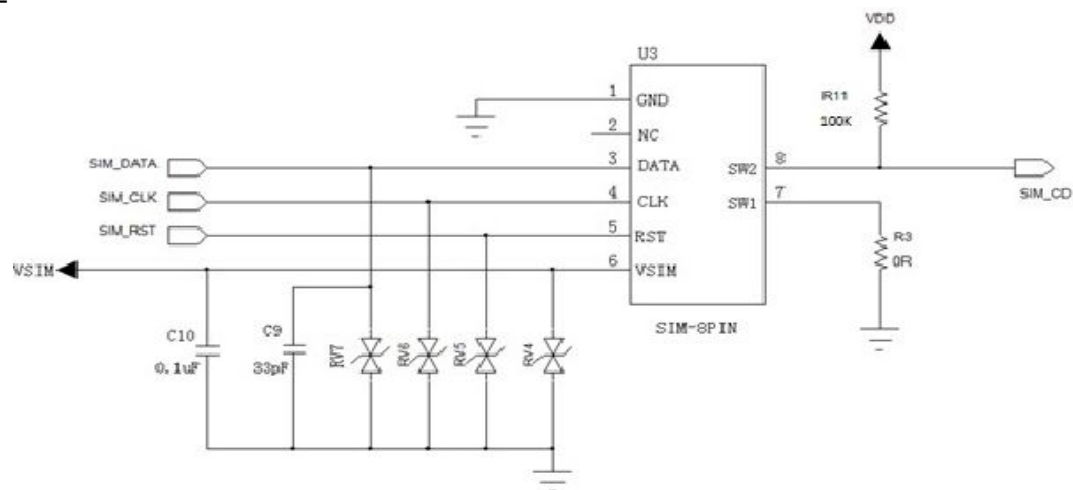 VDD
U3
1
GND
R11
100K
2
NC
SIM_DATA
3
DATA
SW2
8
SIM_CD
SIM_CLK
4
CLK
SW1
7
SIM_RST
5
RST
R3
0R
VSIM
6
VSIM
SIM-8PIN
C10
0.1uF
C9
33pF
RV7
RV6
RV5
RV4